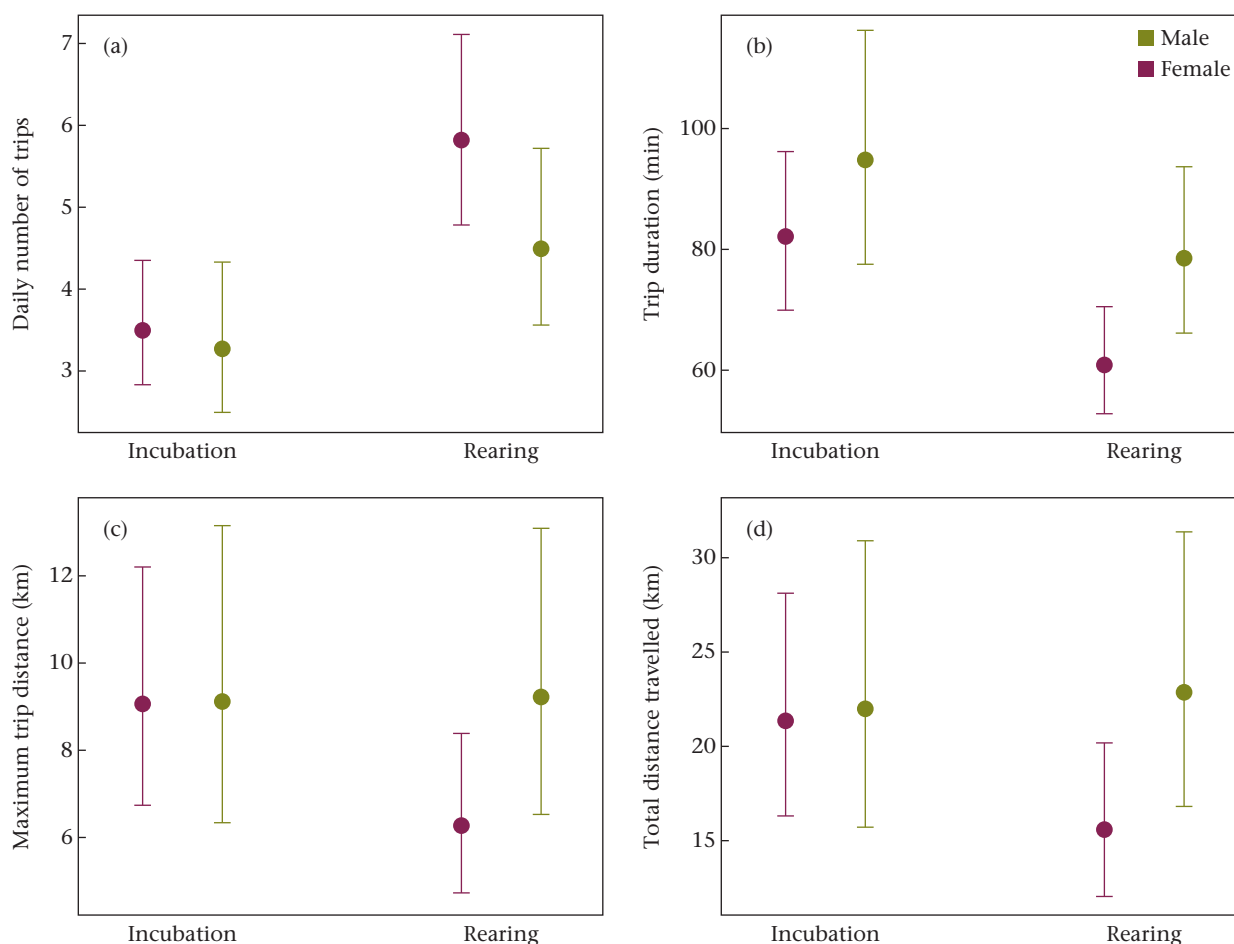 (a)
Daily number of trips
7
6
5
4
3
Incubation
Rearing
(b)
Male
Female
Trip duration (min)
100
80
60
Incubation
Rearing
(c)
Maximum trip distance (km)
12
10
8
6
Incubation
Rearing
(d)
Total distance travelled (km)
30
25
20
15
Incubation
Rearing